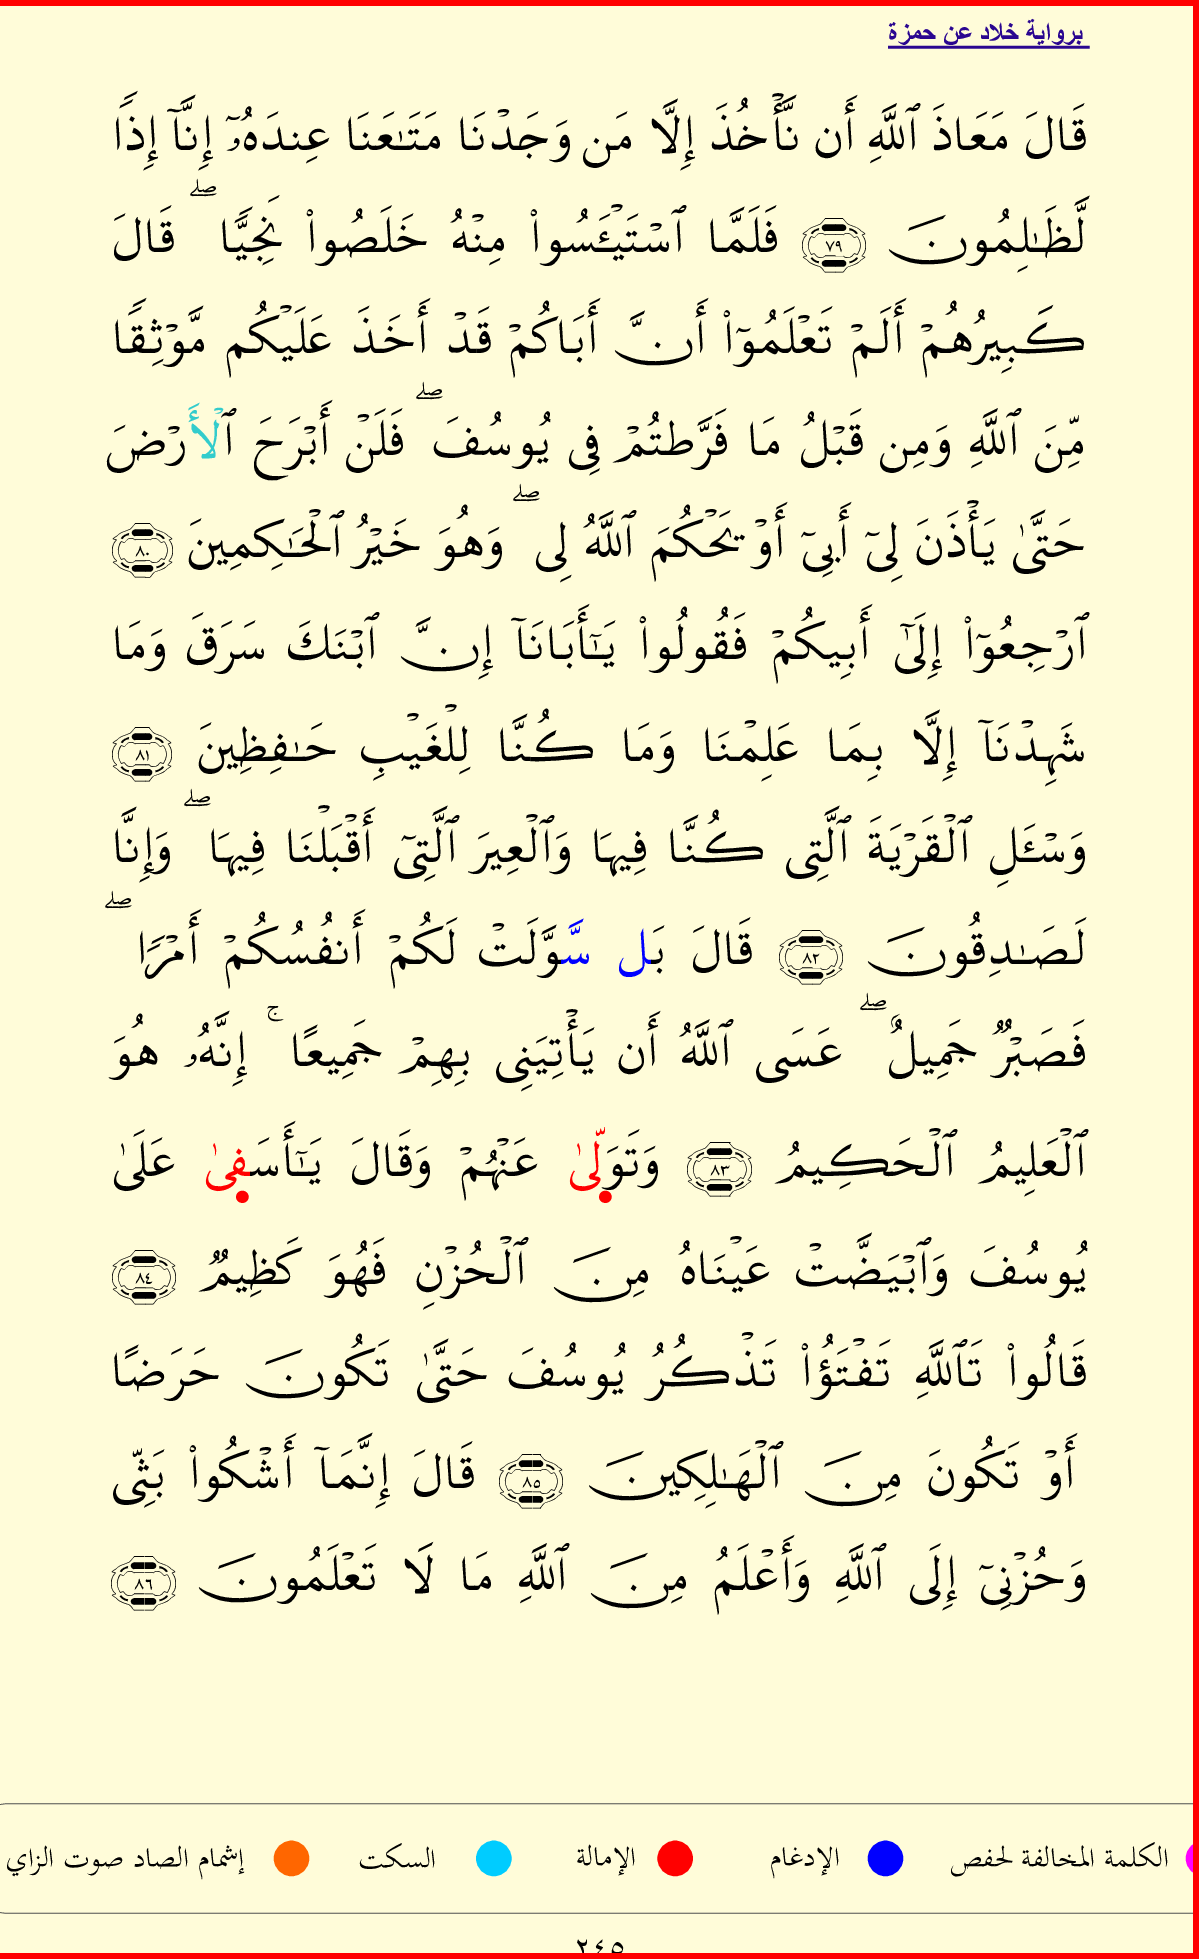 برواية خلاد عن حمزة
قَالَ مَعَاذَ ٱللَّهِ أَن نَّأۡخُذَ إِلَّا مَن وَجَدۡنَا مَتَٰعَنَا عِندَهُۥٓ إِنَّآ إِذٗا
لَّظَٰلِمُونَ ٧٩ فَلَمَّا ٱسۡتَيۡـَٔسُواْ مِنۡهُ خَلَصُواْ نَجِيّٗاۖ قَالَ
كَبِيرُهُمۡ أَلَمۡ تَعۡلَمُوٓاْ أَنَّ أَبَاكُمۡ قَدۡ أَخَذَ عَلَيۡكُم مَّوۡثِقٗا
مِّنَ ٱللَّهِ وَمِن قَبۡلُ مَا فَرَّطتُمۡ فِي يُوسُفَۖ فَلَنۡ أَبۡرَحَ ٱلۡأَرۡضَ
حَتَّىٰ يَأۡذَنَ لِيٓ أَبِيٓ أَوۡ يَحۡكُمَ ٱللَّهُ لِيۖ وَهُوَ خَيۡرُ ٱلۡحَٰكِمِينَ ٨٠
ٱرۡجِعُوٓاْ إِلَىٰٓ أَبِيكُمۡ فَقُولُواْ يَٰٓأَبَانَآ إِنَّ ٱبۡنَكَ سَرَقَ وَمَا
شَهِدۡنَآ إِلَّا بِمَا عَلِمۡنَا وَمَا كُنَّا لِلۡغَيۡبِ حَٰفِظِينَ ٨١
وَسۡـَٔلِ ٱلۡقَرۡيَةَ ٱلَّتِي كُنَّا فِيهَا وَٱلۡعِيرَ ٱلَّتِيٓ أَقۡبَلۡنَا فِيهَاۖ وَإِنَّا
لَصَٰدِقُونَ ٨٢ قَالَ بَل سَّوَّلَتۡ لَكُمۡ أَنفُسُكُمۡ أَمۡرٗاۖ
فَصَبۡرٞ جَمِيلٌۖ عَسَى ٱللَّهُ أَن يَأۡتِيَنِي بِهِمۡ جَمِيعًاۚ إِنَّهُۥ هُوَ
ٱلۡعَلِيمُ ٱلۡحَكِيمُ ٨٣ وَتَوَلّٜىٰ عَنۡهُمۡ وَقَالَ يَٰٓأَسَفٜىٰ عَلَىٰ
يُوسُفَ وَٱبۡيَضَّتۡ عَيۡنَاهُ مِنَ ٱلۡحُزۡنِ فَهُوَ كَظِيمٞ ٨٤
قَالُواْ تَٱللَّهِ تَفۡتَؤُاْ تَذۡكُرُ يُوسُفَ حَتَّىٰ تَكُونَ حَرَضًا
أَوۡ تَكُونَ مِنَ ٱلۡهَٰلِكِينَ ٨٥ قَالَ إِنَّمَآ أَشۡكُواْ بَثِّي
وَحُزۡنِيٓ إِلَى ٱللَّهِ وَأَعۡلَمُ مِنَ ٱللَّهِ مَا لَا تَعۡلَمُونَ ٨٦
الكلمة المخالفة لحفص الإدغام الإمالة السكت إشمام الصاد صوت الزاي
٢٤٥